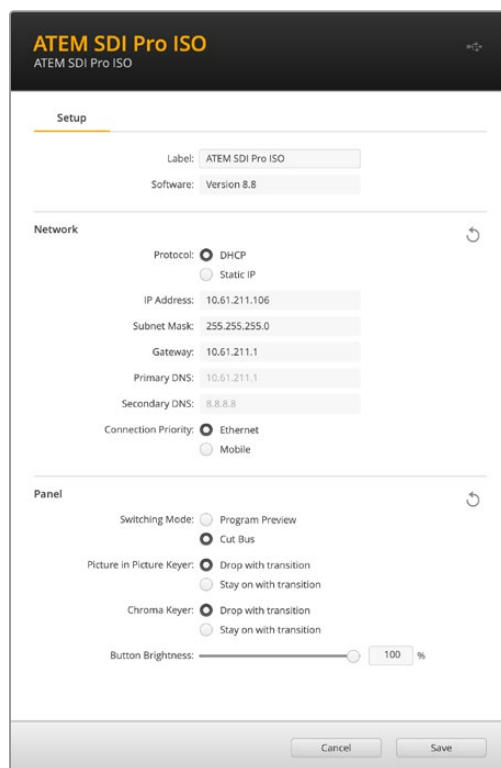 ATEM SDI Pro ISO
ATEM SDI Pro ISO
Setup
Label: ATEM SDI Pro ISO
Software: Version 8.8
Network
Protocol: DHCP
Static IP
IP Address: 10.61.211.106
Subnet Mask: 255.255.255.0
Gateway: 10.61.211.1
Primary DNS: 10.61.211.1
Secondary DNS: 8.8.8.8
Connection Priority: Ethernet
Mobile
Panel
Switching Mode: Program Preview
Cut Bus
Picture in Picture Keyer: Drop with transition
Stay on with transition
Chroma Keyer: Drop with transition
Stay on with transition
Button Brightness: 100 %
Cancel Save